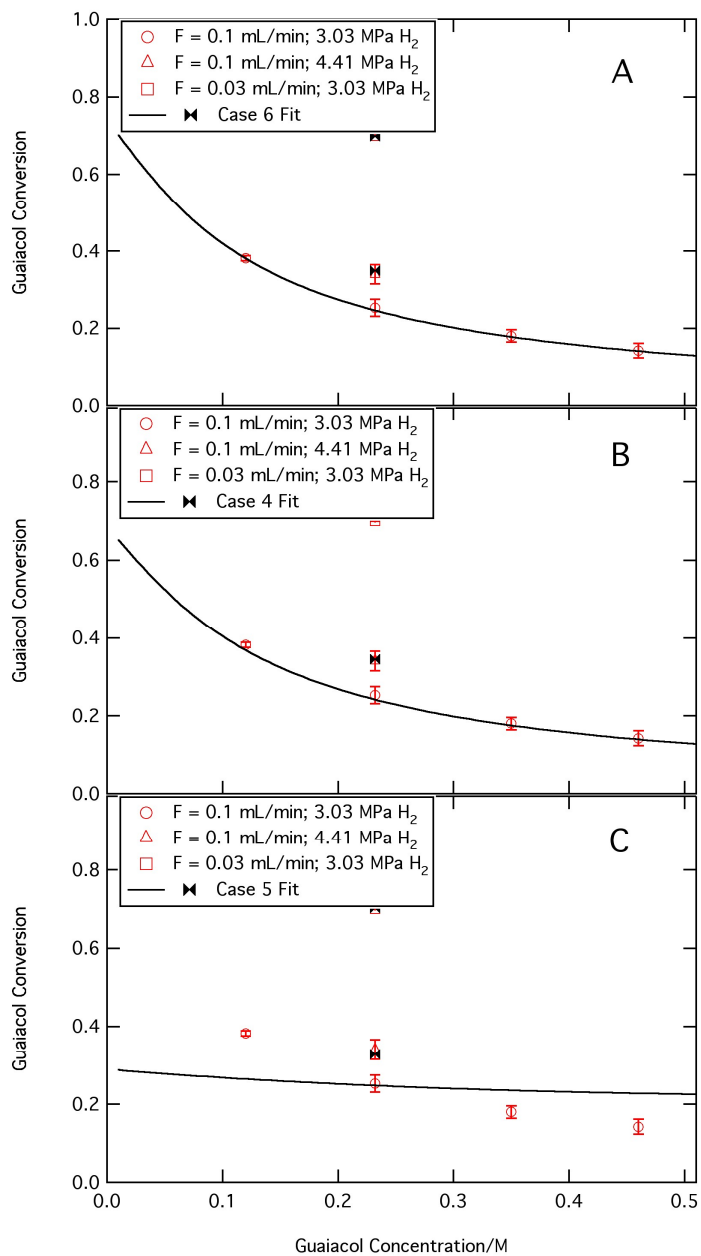 1.0
0.8
0.6
0.4
0.2
0.0
Guaiacol Conversion
F = 0.1 mL/min; 3.03 MPa H2
F = 0.1 mL/min; 4.41 MPa H2
F = 0.03 mL/min; 3.03 MPa H2
Case 6 Fit
A
0.8
0.6
0.4
0.2
0.0
Guaiacol Conversion
F = 0.1 mL/min; 3.03 MPa H2
F = 0.1 mL/min; 4.41 MPa H2
F = 0.03 mL/min; 3.03 MPa H2
Case 4 Fit
B
0.8
0.6
0.4
0.2
0.0
Guaiacol Conversion
F = 0.1 mL/min; 3.03 MPa H2
F = 0.1 mL/min; 4.41 MPa H2
F = 0.03 mL/min; 3.03 MPa H2
Case 5 Fit
C
0.0 0.1 0.2 0.3 0.4 0.5
Guaiacol Concentration/M